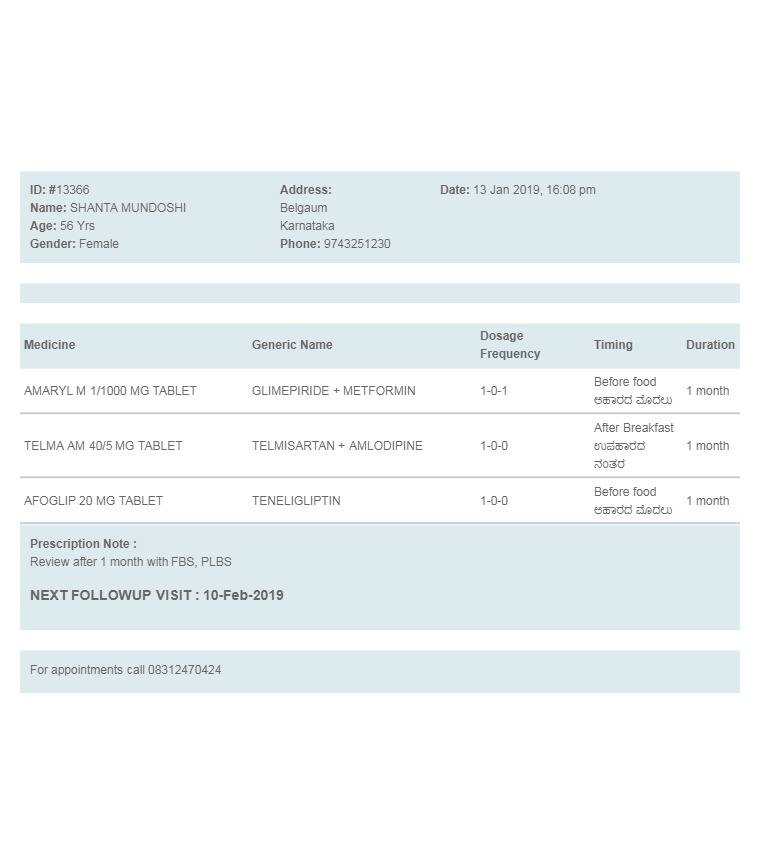 ID: #13366
Name: SHANTA MUNDOSHI
Age: 56 Yrs
Gender: Female
Address:
Belgaum
Karnataka
Phone: 9743251230
Date: 13 Jan 2019, 16:08 pm
Medicine Generic Name Dosage Frequency Timing Duration
AMARYL M 1/1000 MG TABLET GLIMEPIRIDE + METFORMIN 1-0-1 Before food 1 month
ಆಹಾರದ ಮೊದಲು
TELMA AM 40/5 MG TABLET TELMISARTAN + AMLODIPINE 1-0-0 After Breakfast 1 month
ಉಪಹಾರದ
ನಂತರ
AFOGLIP 20 MG TABLET TENELIGLIPTIN 1-0-0 Before food 1 month
ಆಹಾರದ ಮೊದಲು
Prescription Note :
Review after 1 month with FBS, PLBS
NEXT FOLLOWUP VISIT : 10-Feb-2019
For appointments call 08312470424